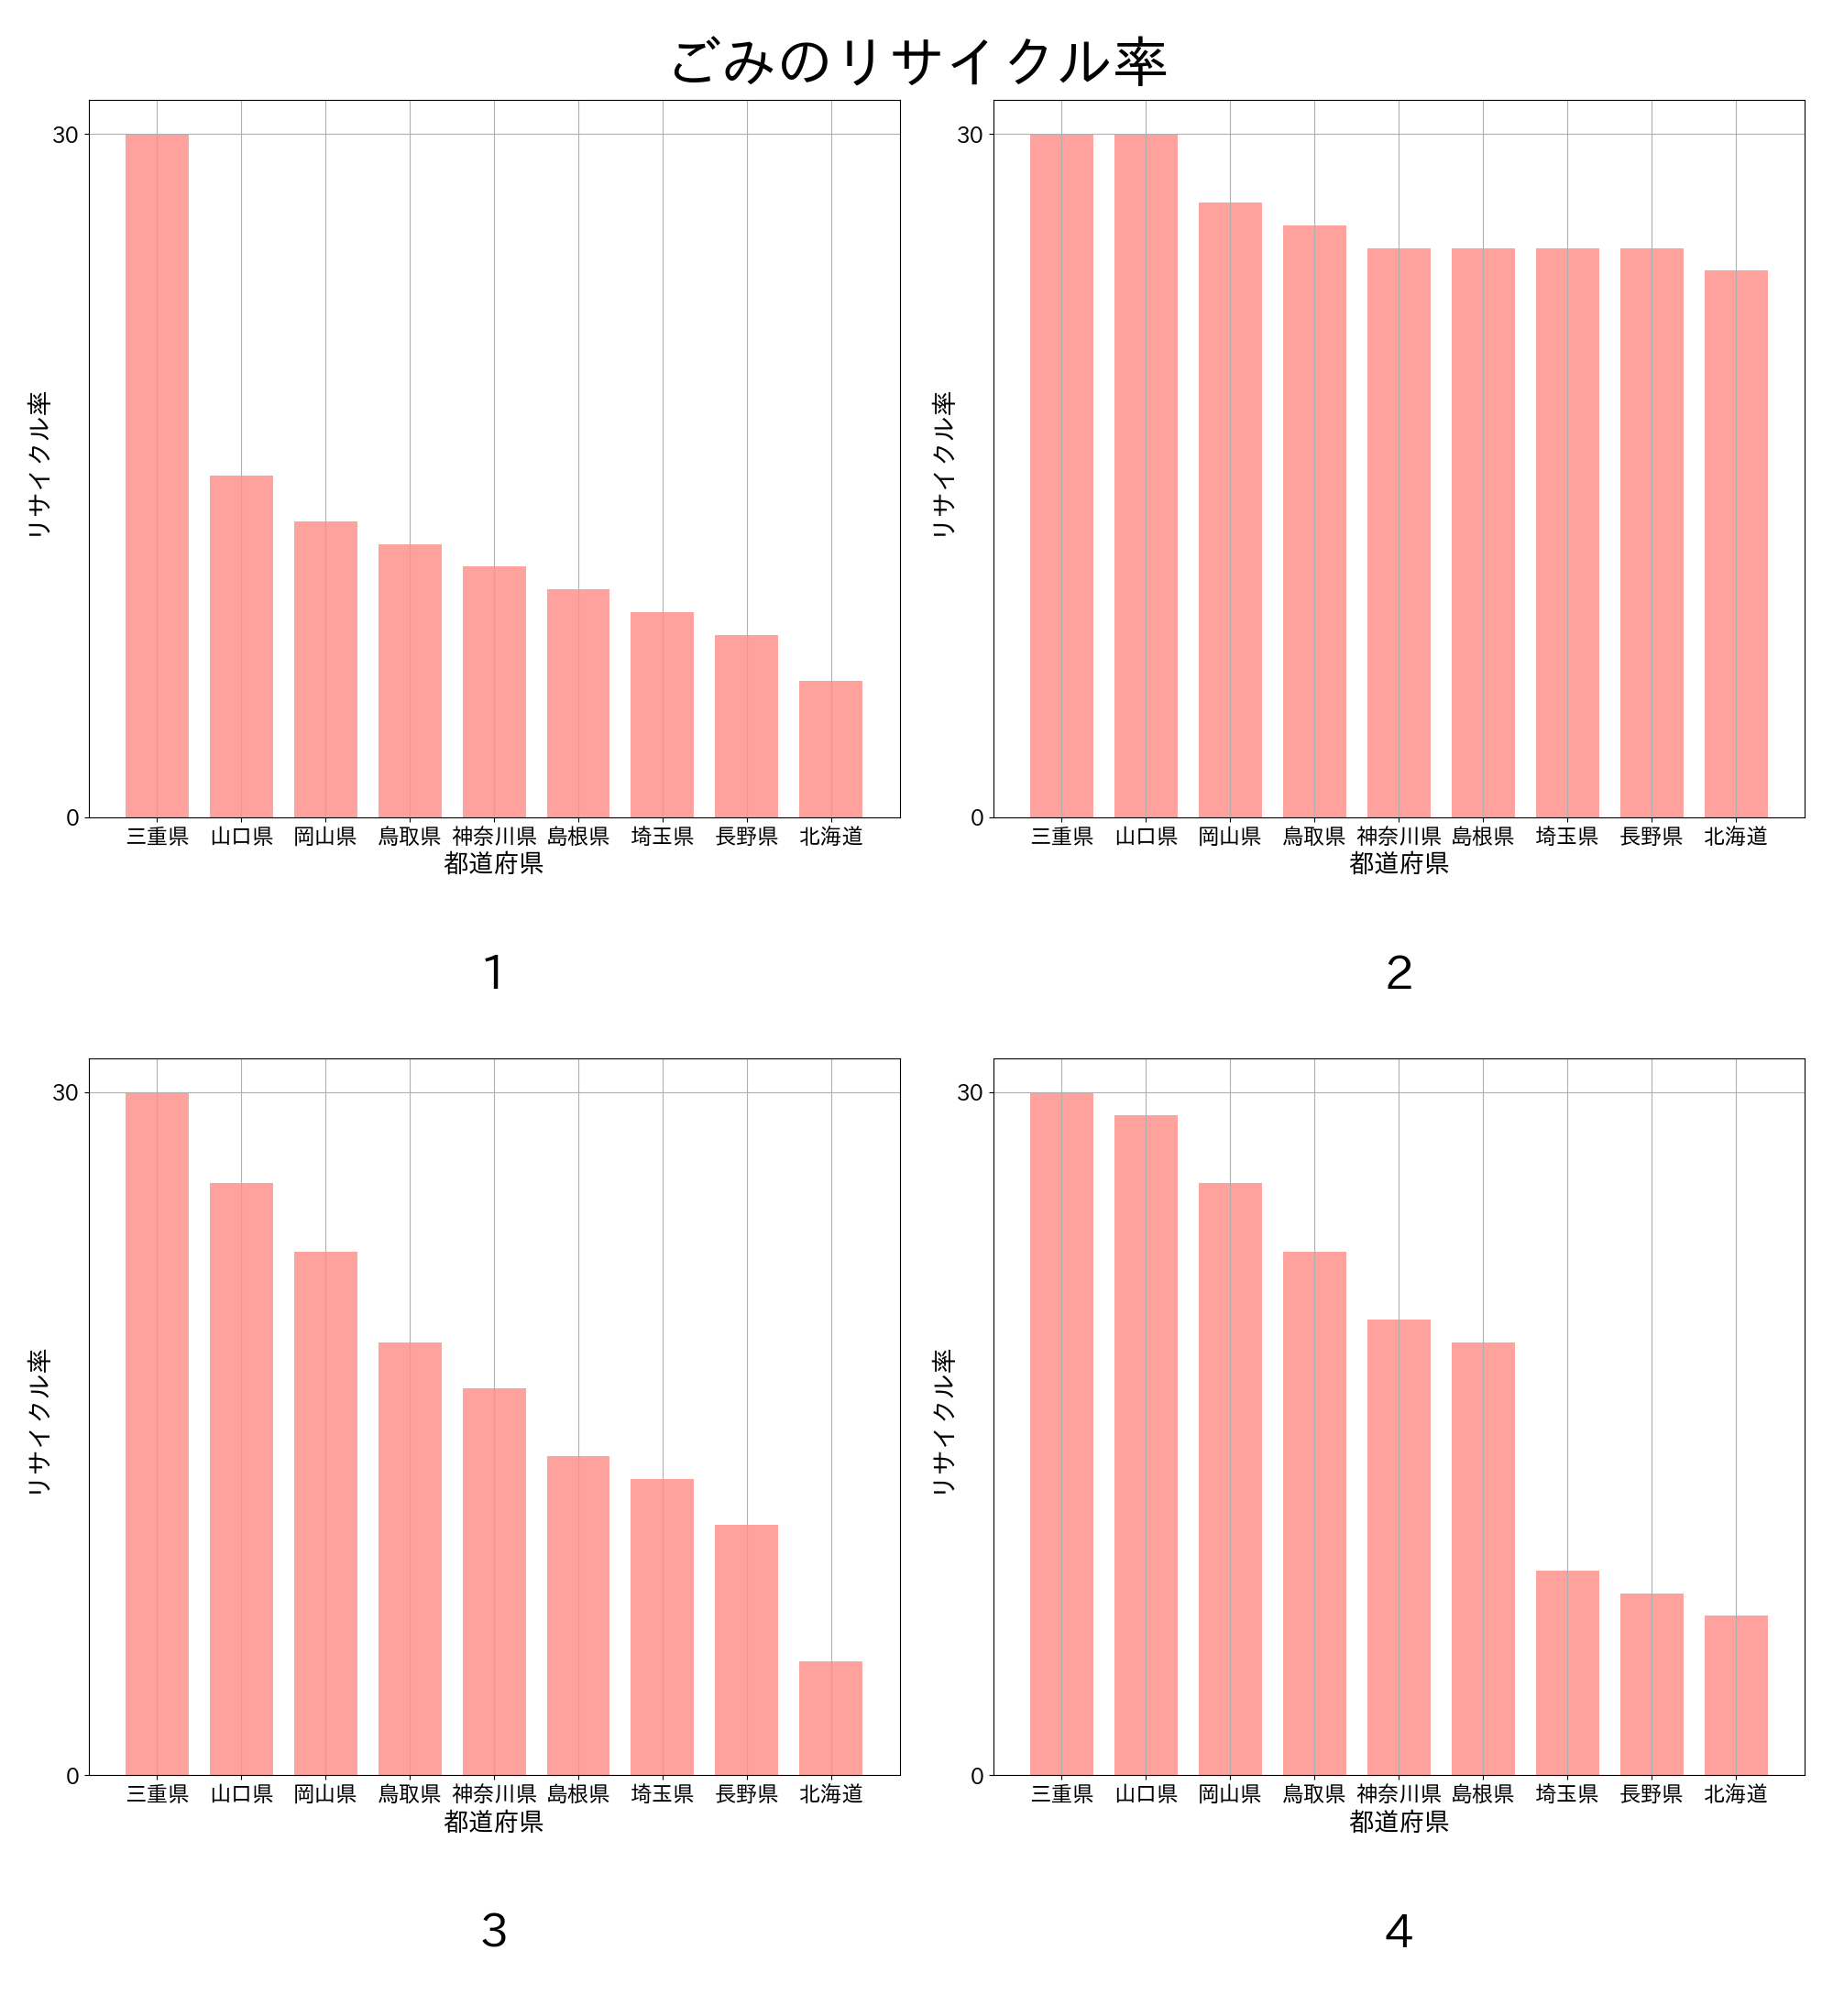 ごみのリサイクル率
30
0
リサイクル率
三重県 山口県 岡山県 鳥取県 神奈川県 島根県 埼玉県 長野県 北海道
都道府県
1
30
0
リサイクル率
三重県 山口県 岡山県 鳥取県 神奈川県 島根県 埼玉県 長野県 北海道
都道府県
2
30
0
リサイクル率
三重県 山口県 岡山県 鳥取県 神奈川県 島根県 埼玉県 長野県 北海道
都道府県
3
30
0
リサイクル率
三重県 山口県 岡山県 鳥取県 神奈川県 島根県 埼玉県 長野県 北海道
都道府県
4